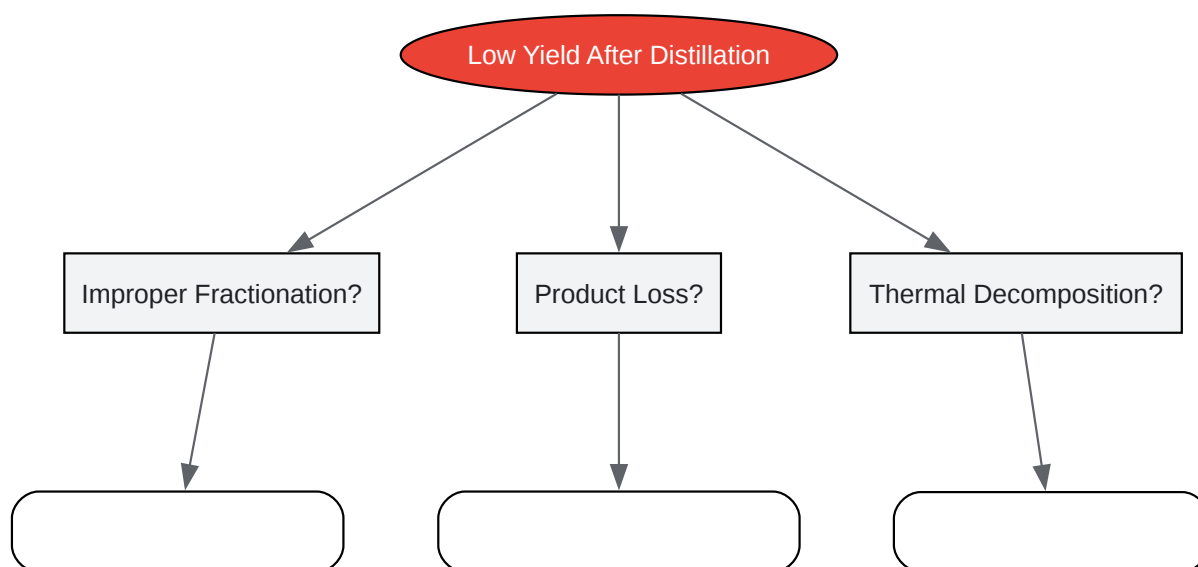 Low Yield After Distillation
Improper Fractionation?
Product Loss?
Thermal Decomposition?